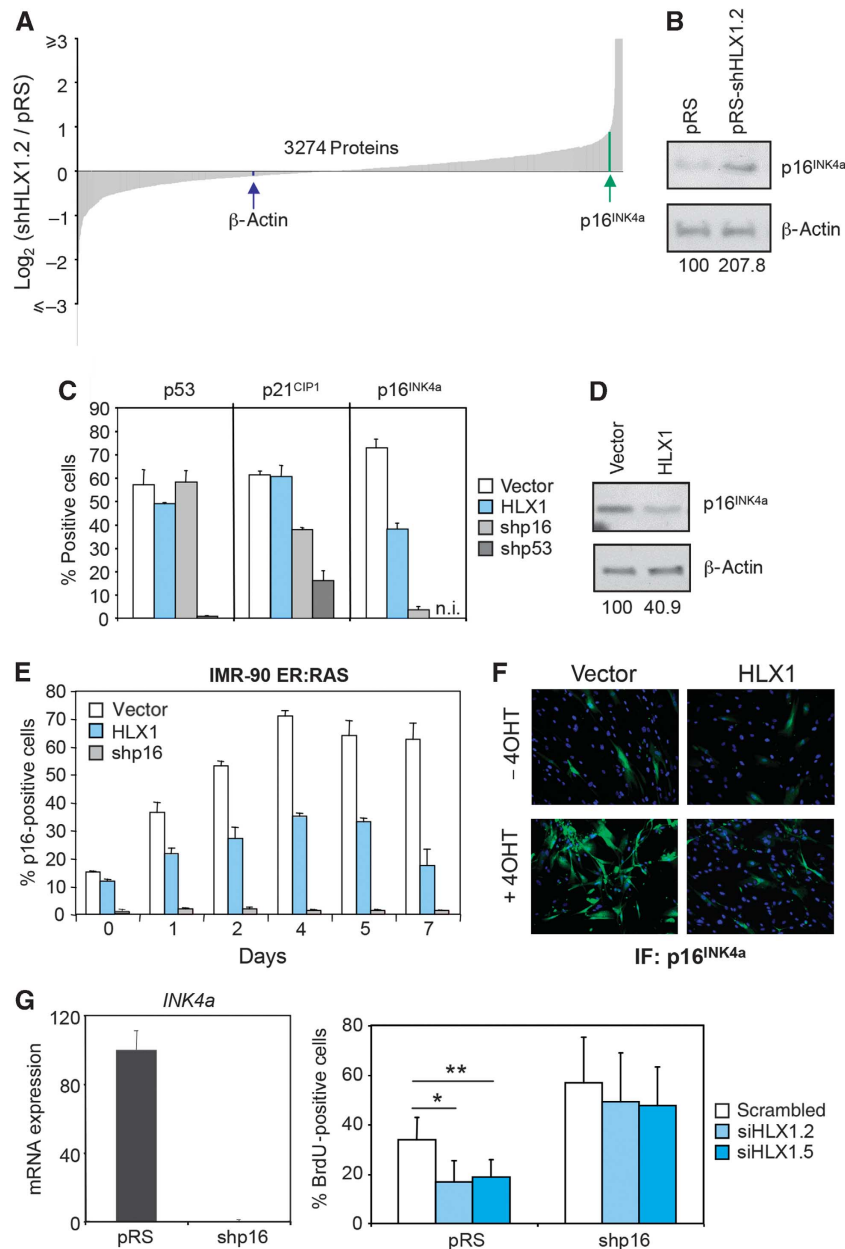 A
Log₂ (shHLX1.2 / pRS)
⩾3
2
1
0
−1
−2
⩽−3
3274 Proteins
β-Actin
p16ᴵᴺᴷ⁴ᵃ
B
pRS
pRS-shHLX1.2
p16ᴵᴺᴷ⁴ᵃ
β-Actin
100 207.8
C
p53 p21ᶜᴵᴾ¹ p16ᴵᴺᴷ⁴ᵃ
% Positive cells
90
80
70
60
50
40
30
20
10
0
n.i.
Vector
HLX1
shp16
shp53
D
Vector
HLX1
p16ᴵᴺᴷ⁴ᵃ
β-Actin
100 40.9
E
IMR-90 ER:RAS
% p16-positive cells
80
70
60
50
40
30
20
10
0
Vector
HLX1
shp16
0 1 2 4 5 7
Days
F
Vector HLX1
− 4OHT
+ 4OHT
IF: p16ᴵᴺᴷ⁴ᵃ
G
INK4a
mRNA expression
120
80
40
0
pRS shp16
% BrdU-positive cells
80
60
40
20
0
*
**
pRS shp16
Scrambled
siHLX1.2
siHLX1.5